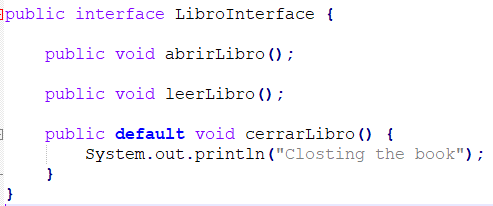 public interface LibroInterface {
public void abrirLibro();
public void leerLibro();
public default void cerrarLibro() {
System.out.println("Closting the book");
}
}